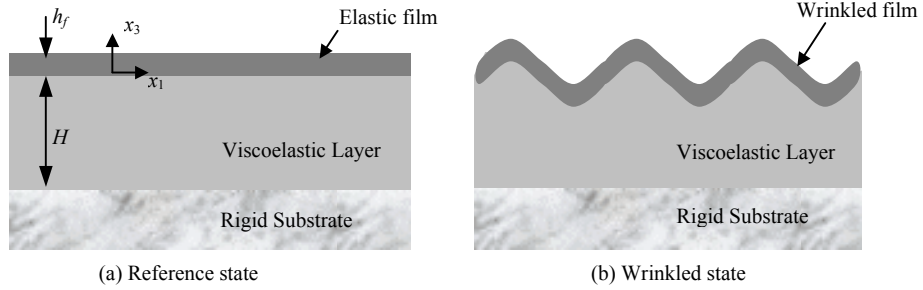 h_f
x_3
Elastic film
x_1
H
Viscoelastic Layer
Rigid Substrate
(a) Reference state
Wrinkled film
Viscoelastic Layer
Rigid Substrate
(b) Wrinkled state